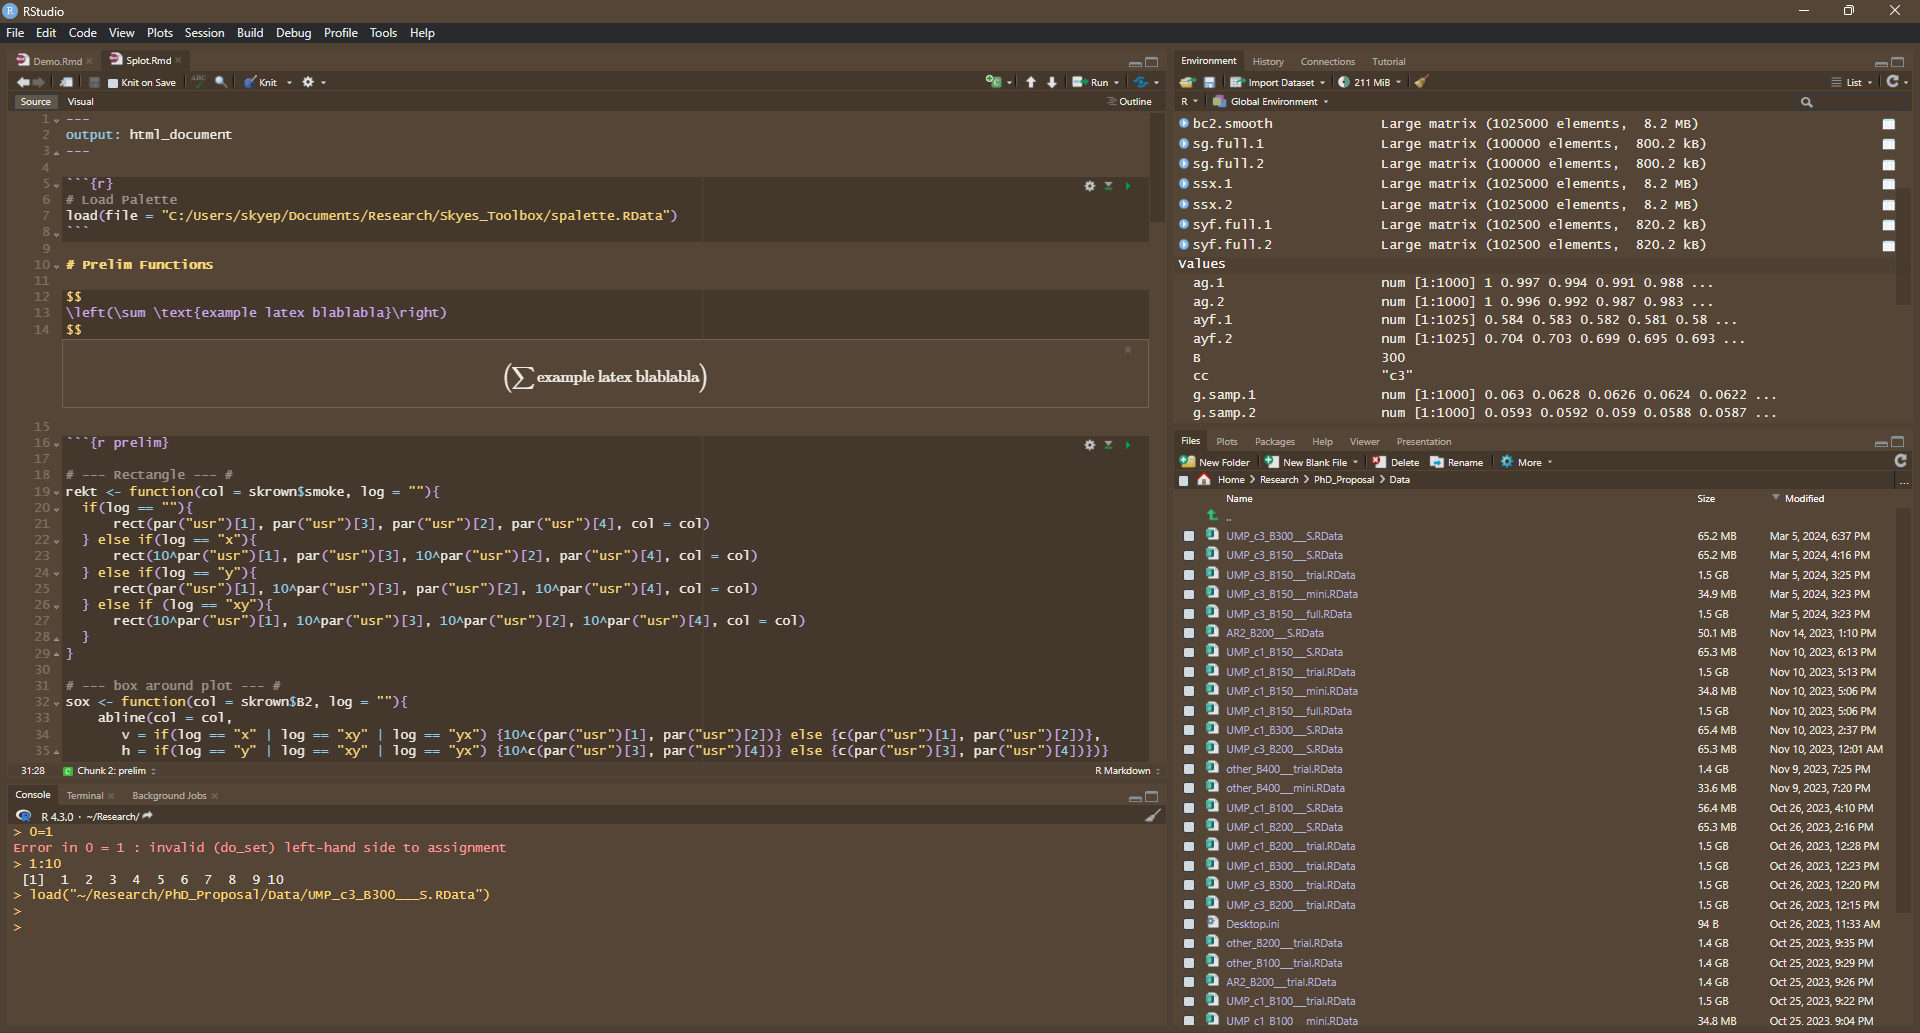 RStudio
File Edit Code View Plots Session Build Debug Profile Tools Help
Demo.Rmd Splot.Rmd
Knit on Save ABC Knit Run
Source Visual Outline
1 ---
2 output: html_document
3 ---
4
5 ```{r}
6 # Load Palette
7 load(file = "C:/Users/skyep/Documents/Research/Skyes_Toolbox/spalette.RData")
8 ```
9
10 # Prelim Functions
11
12 $$
13 \left(\sum \text{example latex blablabla}\right)
14 $$
(∑ example latex blablabla)
15
16 ```{r prelim}
17
18 # --- Rectangle --- #
19 rekt <- function(col = skrown$smoke, log = ""){
20 if(log == ""){
21 rect(par("usr")[1], par("usr")[3], par("usr")[2], par("usr")[4], col = col)
22 } else if(log == "x"){
23 rect(10^par("usr")[1], par("usr")[3], 10^par("usr")[2], par("usr")[4], col = col)
24 } else if(log == "y"){
25 rect(par("usr")[1], 10^par("usr")[3], par("usr")[2], 10^par("usr")[4], col = col)
26 } else if (log == "xy"){
27 rect(10^par("usr")[1], 10^par("usr")[3], 10^par("usr")[2], 10^par("usr")[4], col = col)
28 }
29 }
30
31 # --- box around plot --- #
32 sox <- function(col = skrown$B2, log = ""){
33 abline(col = col,
34 v = if(log == "x" | log == "xy" | log == "yx") {10^c(par("usr")[1], par("usr")[2])} else {c(par("usr")[1], par("usr")[2])},
35 h = if(log == "y" | log == "xy" | log == "yx") {10^c(par("usr")[3], par("usr")[4])} else {c(par("usr")[3], par("usr")[4])})}
31:28 Chunk 2: prelim R Markdown
Console Terminal Background Jobs
R 4.3.0 · ~/Research/
> 0=1
Error in 0 = 1 : invalid (do_set) left-hand side to assignment
> 1:10
[1] 1 2 3 4 5 6 7 8 9 10
> load("~/Research/PhD_Proposal/Data/UMP_c3_B300___S.RData")
>
>
Environment History Connections Tutorial
Import Dataset 211 MiB List
R Global Environment
bc2.smooth Large matrix (1025000 elements, 8.2 MB)
sg.full.1 Large matrix (100000 elements, 800.2 kB)
sg.full.2 Large matrix (100000 elements, 800.2 kB)
ssx.1 Large matrix (1025000 elements, 8.2 MB)
ssx.2 Large matrix (1025000 elements, 8.2 MB)
syf.full.1 Large matrix (102500 elements, 820.2 kB)
syf.full.2 Large matrix (102500 elements, 820.2 kB)
Values
ag.1 num [1:1000] 1 0.997 0.994 0.991 0.988 ...
ag.2 num [1:1000] 1 0.996 0.992 0.987 0.983 ...
ayf.1 num [1:1025] 0.584 0.583 0.582 0.581 0.58 ...
ayf.2 num [1:1025] 0.704 0.703 0.699 0.695 0.693 ...
B 300
cc "c3"
g.samp.1 num [1:1000] 0.063 0.0628 0.0626 0.0624 0.0622 ...
g.samp.2 num [1:1000] 0.0593 0.0592 0.059 0.0588 0.0587 ...
Files Plots Packages Help Viewer Presentation
New Folder New Blank File Delete Rename More
Home Research PhD_Proposal Data ...
Name Size Modified
..
UMP_c3_B300___S.RData 65.2 MB Mar 5, 2024, 6:37 PM
UMP_c3_B150___S.RData 65.2 MB Mar 5, 2024, 4:16 PM
UMP_c3_B150___trial.RData 1.5 GB Mar 5, 2024, 3:25 PM
UMP_c3_B150___mini.RData 34.9 MB Mar 5, 2024, 3:23 PM
UMP_c3_B150___full.RData 1.5 GB Mar 5, 2024, 3:23 PM
AR2_B200___S.RData 50.1 MB Nov 14, 2023, 1:10 PM
UMP_c1_B150___S.RData 65.3 MB Nov 10, 2023, 6:13 PM
UMP_c1_B150___trial.RData 1.5 GB Nov 10, 2023, 5:13 PM
UMP_c1_B150___mini.RData 34.8 MB Nov 10, 2023, 5:06 PM
UMP_c1_B150___full.RData 1.5 GB Nov 10, 2023, 5:06 PM
UMP_c1_B300___S.RData 65.4 MB Nov 10, 2023, 2:37 PM
UMP_c3_B200___S.RData 65.3 MB Nov 10, 2023, 12:01 AM
other_B400___trial.RData 1.4 GB Nov 9, 2023, 7:25 PM
other_B400___mini.RData 33.6 MB Nov 9, 2023, 7:20 PM
UMP_c1_B100___S.RData 56.4 MB Oct 26, 2023, 4:10 PM
UMP_c1_B200___S.RData 65.3 MB Oct 26, 2023, 2:16 PM
UMP_c1_B200___trial.RData 1.5 GB Oct 26, 2023, 12:28 PM
UMP_c1_B300___trial.RData 1.5 GB Oct 26, 2023, 12:23 PM
UMP_c3_B300___trial.RData 1.5 GB Oct 26, 2023, 12:20 PM
UMP_c3_B200___trial.RData 1.5 GB Oct 26, 2023, 12:15 PM
Desktop.ini 94 B Oct 26, 2023, 11:33 AM
other_B200___trial.RData 1.4 GB Oct 25, 2023, 9:35 PM
other_B100___trial.RData 1.4 GB Oct 25, 2023, 9:29 PM
AR2_B200___trial.RData 1.4 GB Oct 25, 2023, 9:26 PM
UMP_c1_B100___trial.RData 1.5 GB Oct 25, 2023, 9:22 PM
UMP_c1_B100___mini.RData 34.8 MB Oct 25, 2023, 9:04 PM